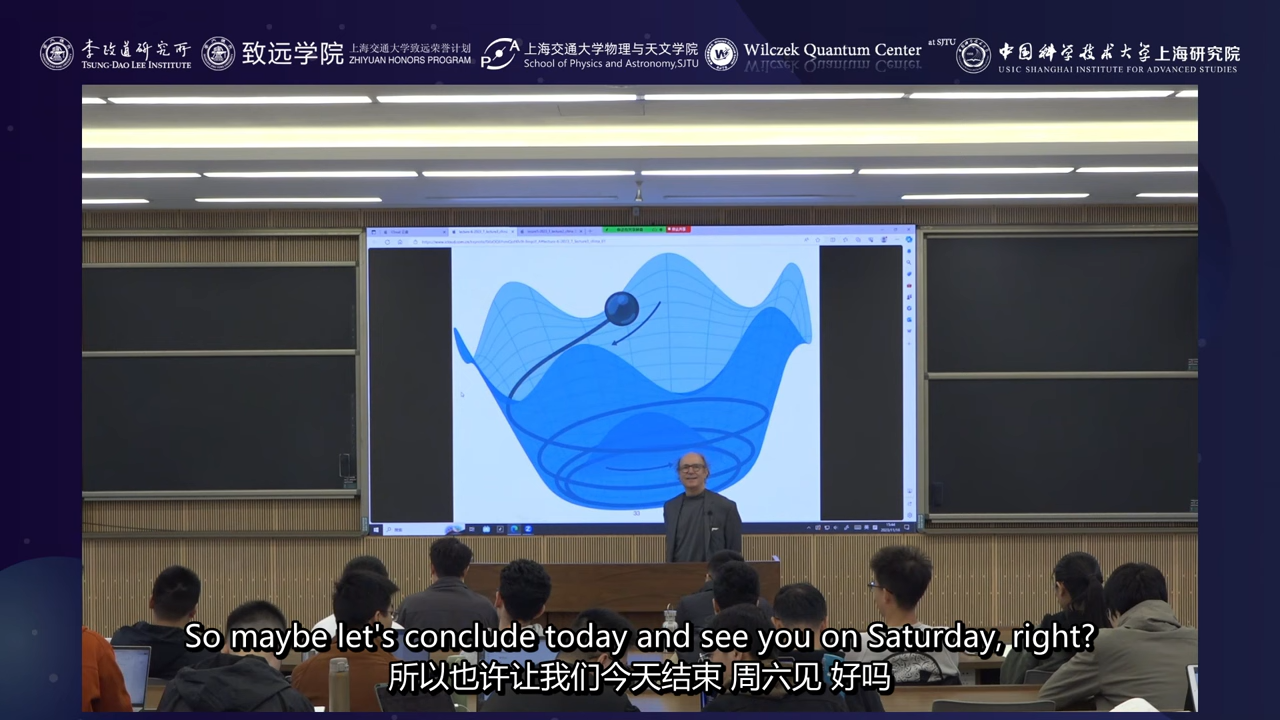 李政道研究所
TSUNG-DAO LEE INSTITUTE
致远学院
上海交通大学致远荣誉计划
ZHIYUAN HONORS PROGRAM
上海交通大学物理与天文学院
School of Physics and Astronomy,SJTU
Wilczek Quantum Center
at SJTU
中国科学技术大学上海研究院
USTC SHANGHAI INSTITUTE FOR ADVANCED STUDIES
33
So maybe let's conclude today and see you on Saturday, right?
所以也许让我们今天结束 周六见 好吗